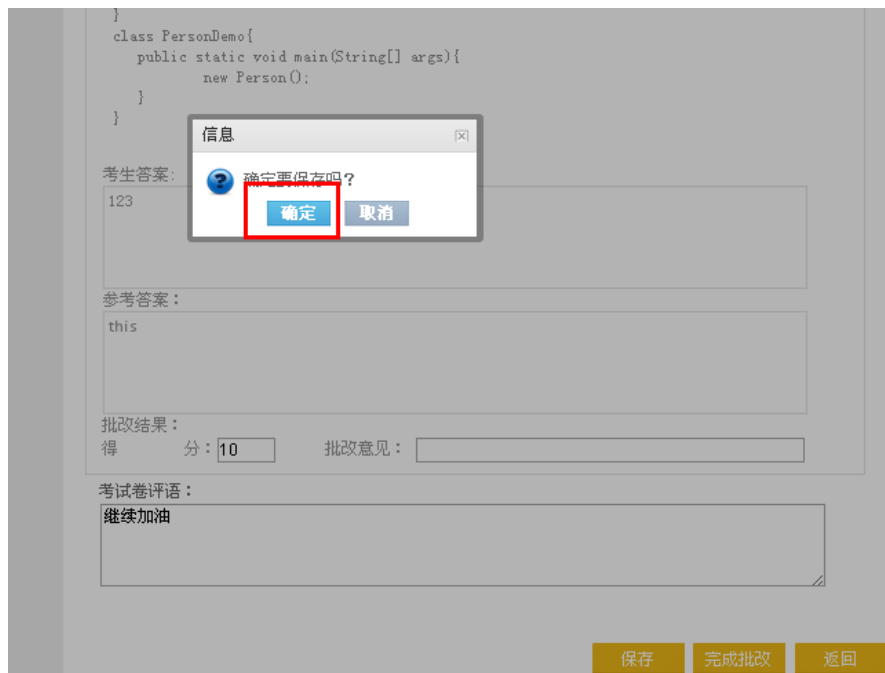 }
class PersonDemo{
public static void main(String[] args){
new Person();
}
}
信息
确定要保存吗？
确定 取消
考生答案:
123
参考答案：
this
批改结果：
得 分：10 批改意见：
考试卷评语：
继续加油
保存 完成批改 返回